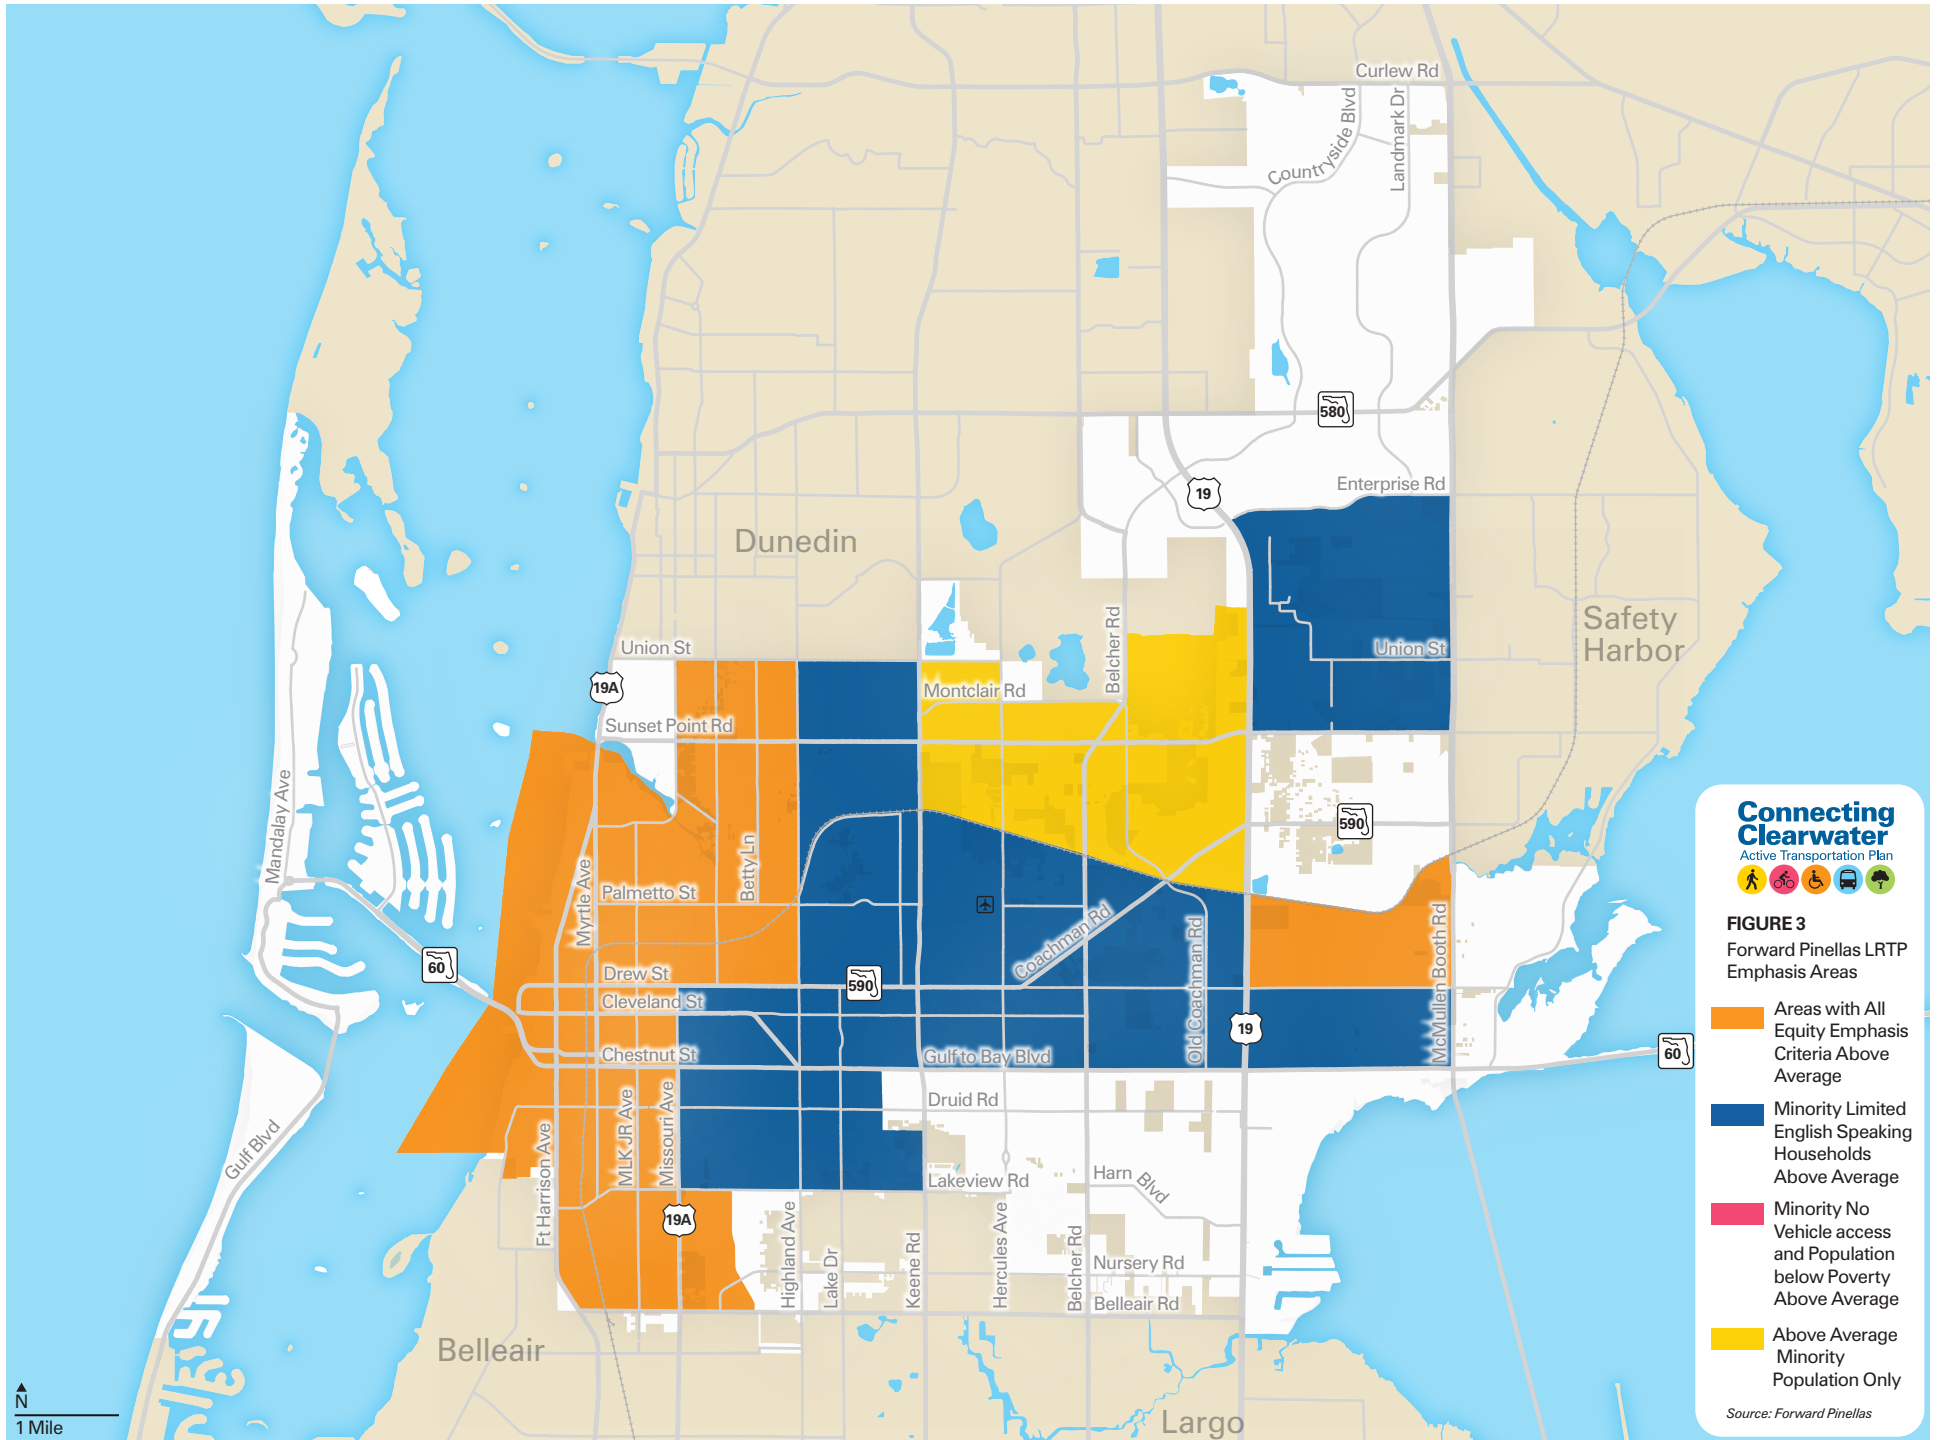 Curlew Rd
Countryside Blvd
Landmark Dr
580
Enterprise Rd
19
Dunedin
Safety
Harbor
Union St
Union St
Belcher Rd
19A
Montclair Rd
Sunset Point Rd
Mandalay Ave
590
Betty Ln
Myrtle Ave
Palmetto St
Coachman Rd
Old Coachman Rd
McMullen Booth Rd
60
Drew St
590
Cleveland St
19
Chestnut St
Gulf to Bay Blvd
60
Druid Rd
MLK JR Ave
Missouri Ave
Gulf Blvd
Ft Harrison Ave
Lakeview Rd
Harn Blvd
19A
Highland Ave
Lake Dr
Keene Rd
Hercules Ave
Belcher Rd
Nursery Rd
Belleair Rd
Belleair
Largo
N
1 Mile
Connecting
Clearwater
Active Transportation Plan
FIGURE 3
Forward Pinellas LRTP
Emphasis Areas
Areas with All
Equity Emphasis
Criteria Above
Average
Minority Limited
English Speaking
Households
Above Average
Minority No
Vehicle access
and Population
below Poverty
Above Average
Above Average
Minority
Population Only
Source: Forward Pinellas